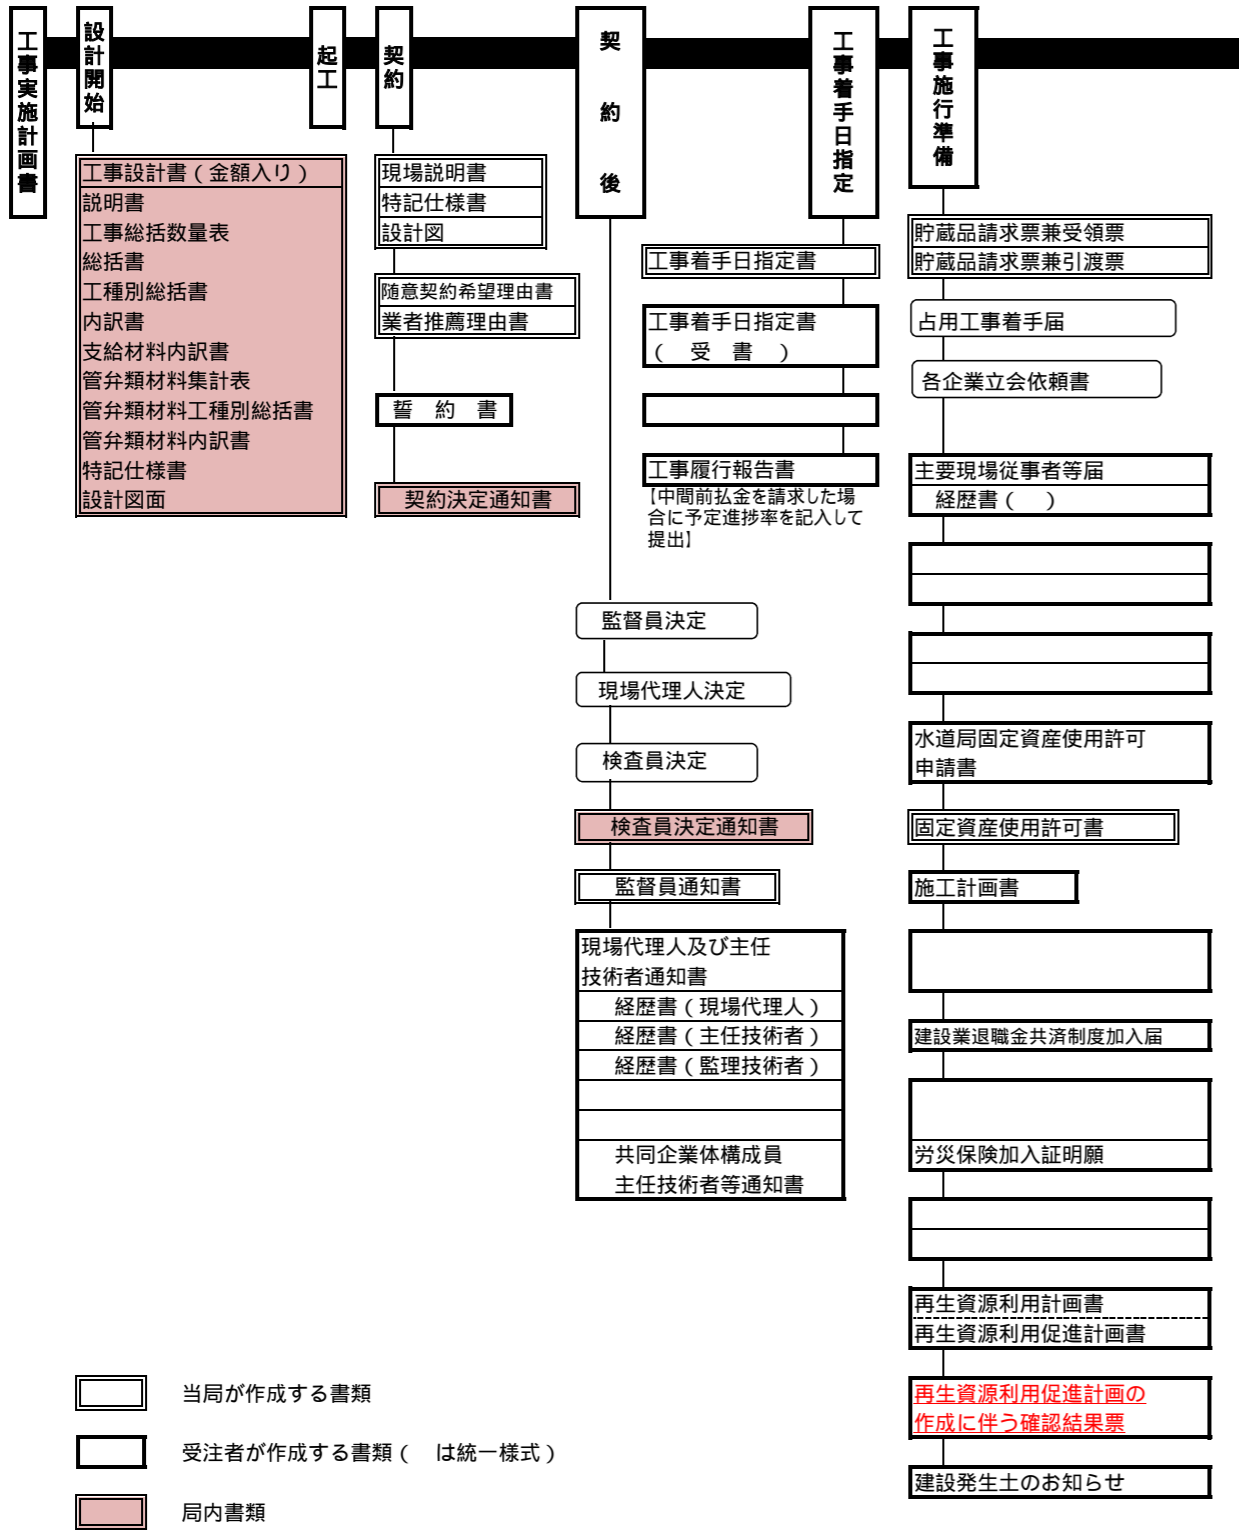 工事実施計画書
設計開始
起工
契約
契約後
工事着手日指定
工事施行準備
工事設計書（金額入り）
説明書
工事総括数量表
総括書
工種別総括書
内訳書
支給材料内訳書
管弁類材料集計表
管弁類材料工種別総括書
管弁類材料内訳書
特記仕様書
設計図面
現場説明書
特記仕様書
設計図
随意契約希望理由書
業者推薦理由書
誓　約　書
契約決定通知書
監督員決定
現場代理人決定
検査員決定
検査員決定通知書
監督員通知書
現場代理人及び主任
技術者通知書
経歴書（現場代理人）
経歴書（主任技術者）
経歴書（監理技術者）
共同企業体構成員
主任技術者等通知書
工事着手日指定書
工事着手日指定書
（　受　書　）
工事履行報告書
【中間前払金を請求した場
合に予定進捗率を記入して
提出】
貯蔵品請求票兼受領票
貯蔵品請求票兼引渡票
占用工事着手届
各企業立会依頼書
主要現場従事者等届
経歴書（　）
水道局固定資産使用許可
申請書
固定資産使用許可書
施工計画書
建設業退職金共済制度加入届
労災保険加入証明願
再生資源利用計画書
再生資源利用促進計画書
再生資源利用促進計画の
作成に伴う確認結果票
建設発生土のお知らせ
当局が作成する書類
受注者が作成する書類（　は統一様式）
局内書類